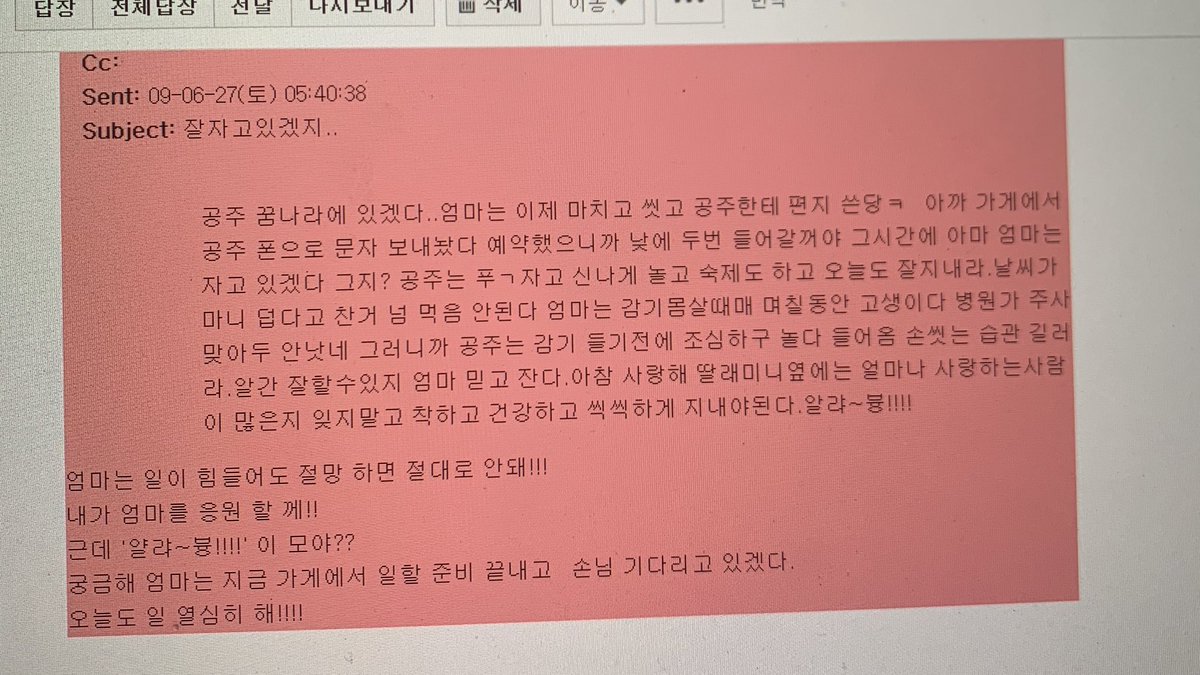 답장 전체답장 전달 다시보내기 삭제 이동
Cc:
Sent: 09-06-27(토) 05:40:38
Subject: 잘자고있겠지..
공주 꿈나라에 있겠다..엄마는 이제 마치고 씻고 공주한테 편지 쓴당ㅋ 아까 가게에서
공주 폰으로 문자 보내놨다 예약했으니까 낮에 두번 들어갈꺼야 그시간에 아마 엄마는
자고 있겠다 그지? 공주는 푸ㄱ자고 신나게 놀고 숙제도 하고 오늘도 잘지내라.날씨가
마니 덥다고 찬거 넘 먹음 안된다 엄마는 감기몸살때매 며칠동안 고생이다 병원가 주사
맞아두 안낫네 그러니까 공주는 감기 들기전에 조심하구 놀다 들어옴 손씻는 습관 길러
라.알간 잘할수있지 엄마 믿고 잔다.아참 사랑해 딸래미니옆에는 얼마나 사랑하는사람
이 많은지 잊지말고 착하고 건강하고 씩씩하게 지내야된다.얄랴~뿅!!!!
엄마는 일이 힘들어도 절망 하면 절대로 안돼!!!
내가 엄마를 응원 할 께!!
근데 '얄랴~뿅!!!!' 이 모야??
궁금해 엄마는 지금 가게에서 일할 준비 끝내고 손님 기다리고 있겠다.
오늘도 일 열심히 해!!!!